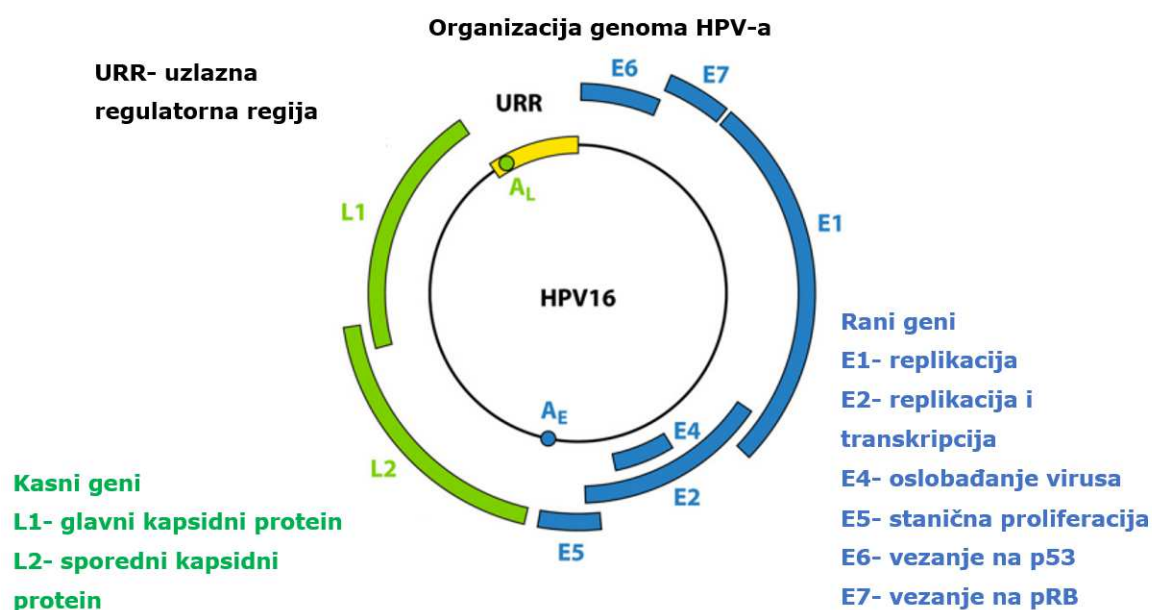 Organizacija genoma HPV-a
URR- uzlazna
regulatorna regija
E6
E7
URR
A_L
L1
E1
HPV16
A_E
E4
L2
E2
E5
Rani geni
E1- replikacija
E2- replikacija i
transkripcija
E4- oslobađanje virusa
E5- stanična proliferacija
E6- vezanje na p53
E7- vezanje na pRB
Kasni geni
L1- glavni kapsidni protein
L2- sporedni kapsidni
protein